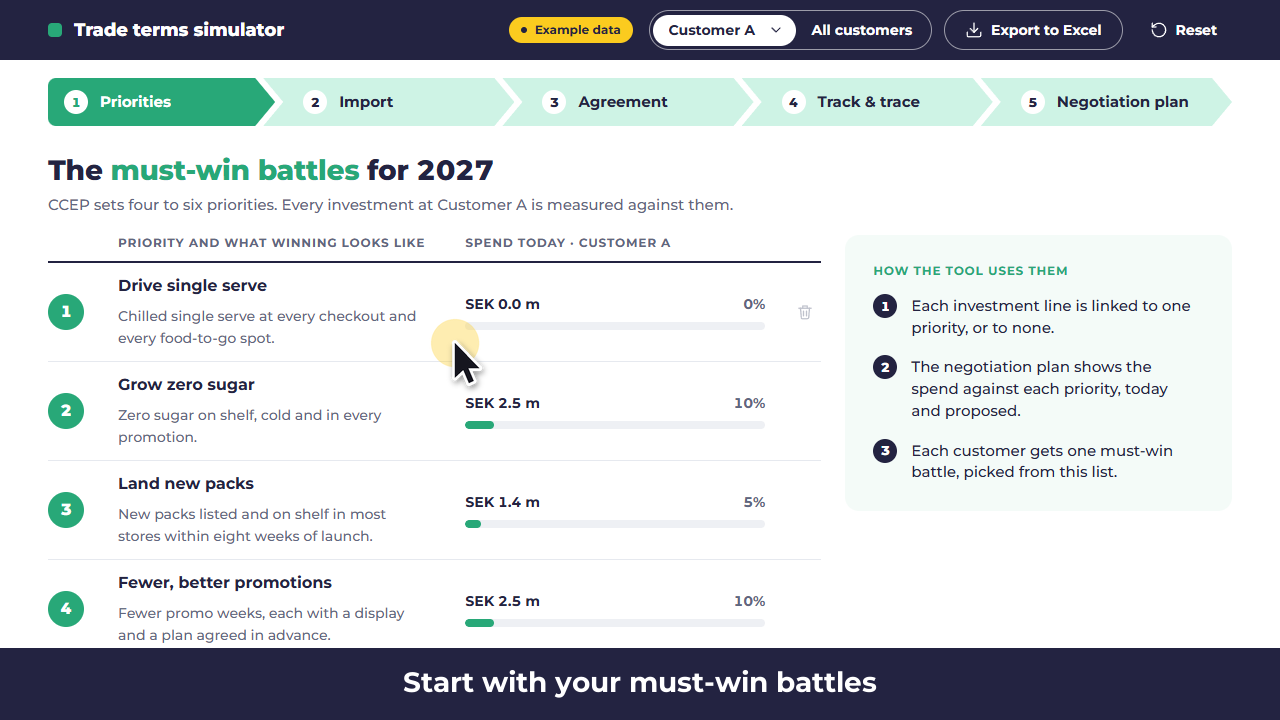 Trade terms simulator
Example data
Customer A
All customers
Export to Excel
Reset
1 Priorities
2 Import
3 Agreement
4 Track & trace
5 Negotiation plan
The must-win battles for 2027
CCEP sets four to six priorities. Every investment at Customer A is measured against them.
PRIORITY AND WHAT WINNING LOOKS LIKE
SPEND TODAY · CUSTOMER A
1
Drive single serve
Chilled single serve at every checkout and
every food-to-go spot.
SEK 0.0 m
0%
2
Grow zero sugar
Zero sugar on shelf, cold and in every
promotion.
SEK 2.5 m
10%
3
Land new packs
New packs listed and on shelf in most
stores within eight weeks of launch.
SEK 1.4 m
5%
4
Fewer, better promotions
Fewer promo weeks, each with a display
and a plan agreed in advance.
SEK 2.5 m
10%
HOW THE TOOL USES THEM
1 Each investment line is linked to one
priority, or to none.
2 The negotiation plan shows the
spend against each priority, today
and proposed.
3 Each customer gets one must-win
battle, picked from this list.
Start with your must-win battles